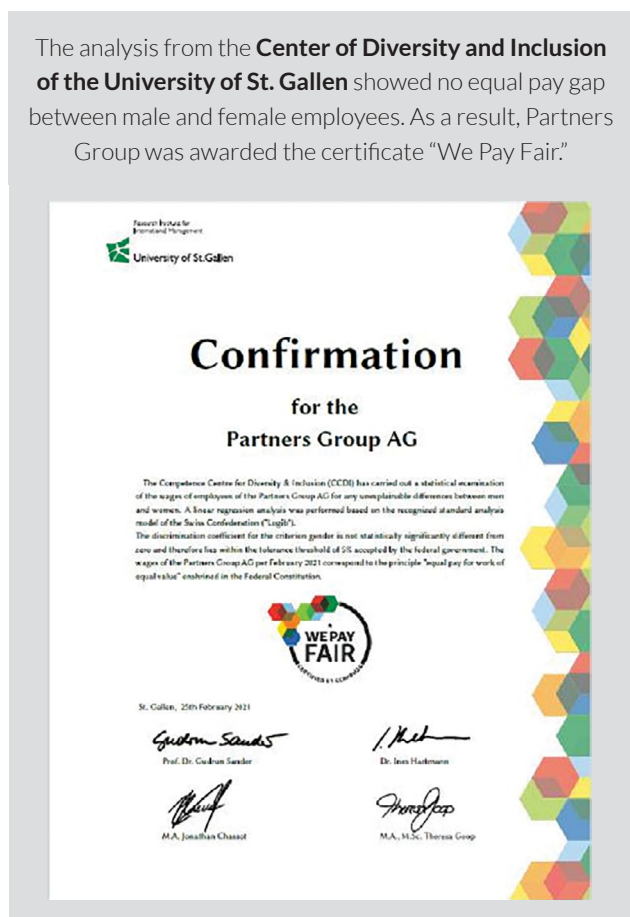 The analysis from the Center of Diversity and Inclusion
of the University of St. Gallen showed no equal pay gap
between male and female employees. As a result, Partners
Group was awarded the certificate “We Pay Fair.”
Research Institute for
International Management
University of St.Gallen
Confirmation
for the
Partners Group AG
The Competence Centre for Diversity & Inclusion (CCDI) has carried out a statistical examination
of the wages of employees of the Partners Group AG for any unexplainable differences between men
and women. A linear regression analysis was performed based on the recognized standard analysis
model of the Swiss Confederation ("Logib").
The discrimination coefficient for the criterion gender is not statistically significantly different from
zero and therefore lies within the tolerance threshold of 5% accepted by the federal government. The
wages of the Partners Group AG per February 2021 correspond to the principle "equal pay for work of
equal value" enshrined in the Federal Constitution.
WE PAY
FAIR
St. Gallen, 25th February 2021
Gudrun Sander
Prof. Dr. Gudrun Sander
Dr. Ines Hartmann
M.A. Jonathan Chassot
M.A., M.Sc. Theresa Goop